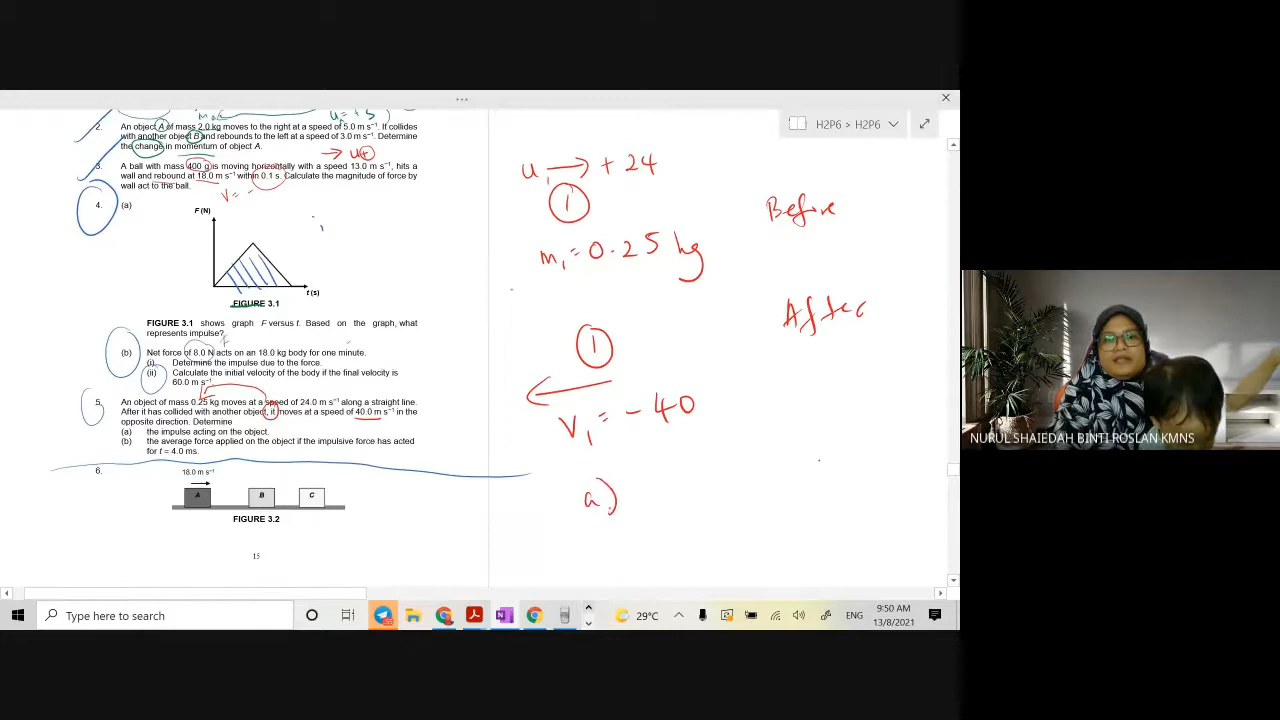 H2P6 > H2P6
m
u = + 5
2. An object A of mass 2.0 kg moves to the right at a speed of 5.0 m s⁻¹. It collides
with another object B and rebounds to the left at a speed of 3.0 m s⁻¹. Determine
the change in momentum of object A.
→ u+
3. A ball with mass 400 g is moving horizontally with a speed 13.0 m s⁻¹, hits a
wall and rebound at 18.0 m s⁻¹ within 0.1 s. Calculate the magnitude of force by
wall act to the ball.
V = -
4. (a)
F (N)
t (s)
FIGURE 3.1
FIGURE 3.1 shows graph F versus t. Based on the graph, what
represents impulse?
(b) Net force of 8.0 N acts on an 18.0 kg body for one minute.
(i) Determine the impulse due to the force.
(ii) Calculate the initial velocity of the body if the final velocity is
60.0 m s⁻¹
5. An object of mass 0.25 kg moves at a speed of 24.0 m s⁻¹ along a straight line.
After it has collided with another object, it moves at a speed of 40.0 m s⁻¹ in the
opposite direction. Determine
(a) the impulse acting on the object.
(b) the average force applied on the object if the impulsive force has acted
for t = 4.0 ms.
6.
18.0 m s⁻¹
A B C
FIGURE 3.2
15
u₁ → + 24
1
Before
m₁ = 0.25 kg
After
1
V₁ = - 40
a)
NURUL SHAIEDAH BINTI ROSLAN KMNS
Type here to search
29°C
ENG
9:50 AM
13/8/2021